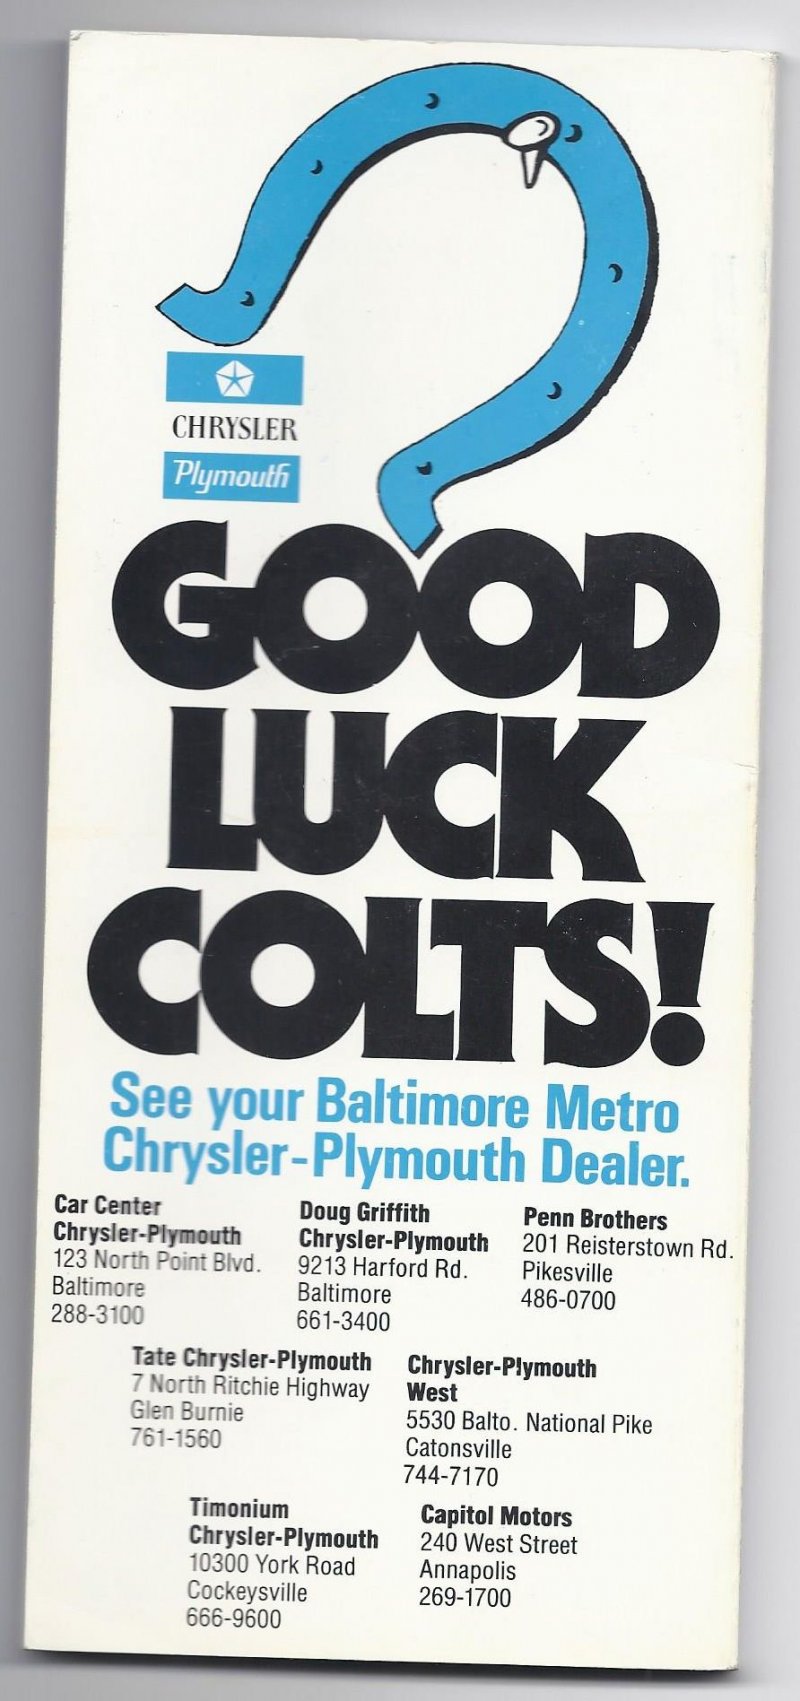 CHRYSLER
Plymouth
GOOD
LUCK
COLTS!
See your Baltimore Metro
Chrysler-Plymouth Dealer.
Car Center
Chrysler-Plymouth
123 North Point Blvd.
Baltimore
288-3100
Doug Griffith
Chrysler-Plymouth
9213 Harford Rd.
Baltimore
661-3400
Penn Brothers
201 Reisterstown Rd.
Pikesville
486-0700
Tate Chrysler-Plymouth
7 North Ritchie Highway
Glen Burnie
761-1560
Chrysler-Plymouth
West
5530 Balto. National Pike
Catonsville
744-7170
Timonium
Chrysler-Plymouth
10300 York Road
Cockeysville
666-9600
Capitol Motors
240 West Street
Annapolis
269-1700